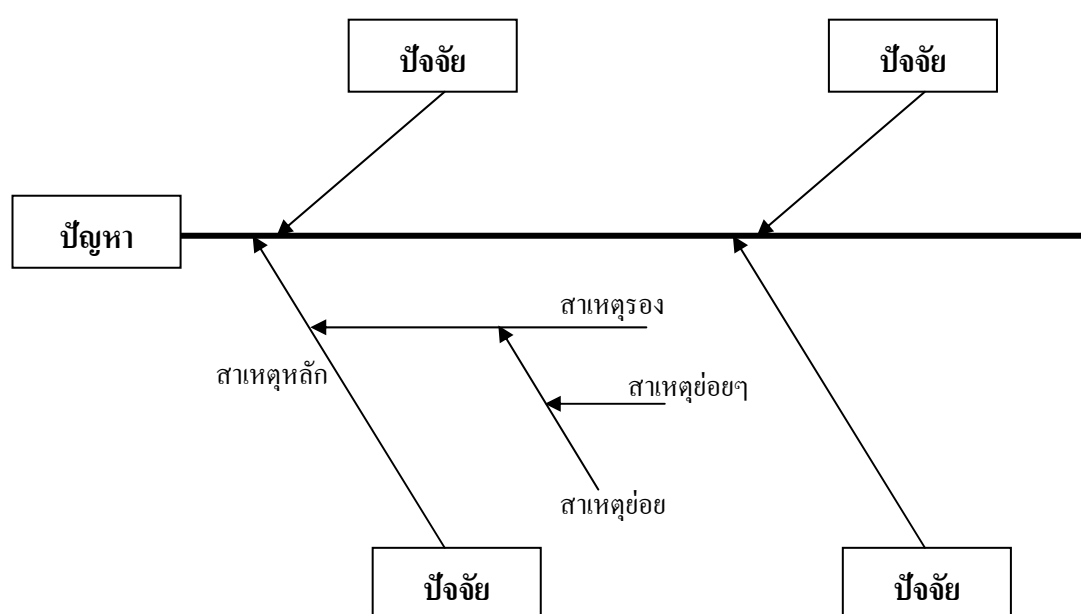 ปัจจัย
ปัจจัย
ปัญหา
สาเหตุรอง
สาเหตุหลัก
สาเหตุย่อยๆ
สาเหตุย่อย
ปัจจัย
ปัจจัย